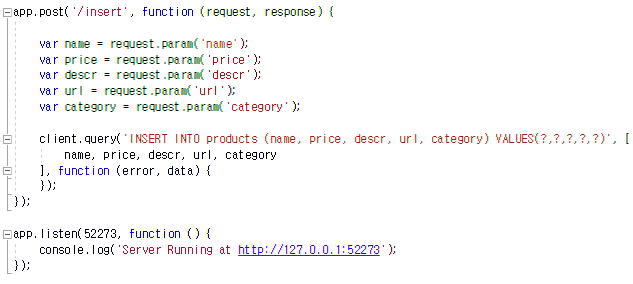 app.post('/insert', function (request, response) {
var name = request.param('name');
var price = request.param('price');
var descr = request.param('descr');
var url = request.param('url');
var category = request.param('category');
client.query('INSERT INTO products (name, price, descr, url, category) VALUES(?,?,?,?,?)', [
name, price, descr, url, category
], function (error, data) {
});
});
app.listen(52273, function () {
console.log('Server Running at http://127.0.0.1:52273');
});